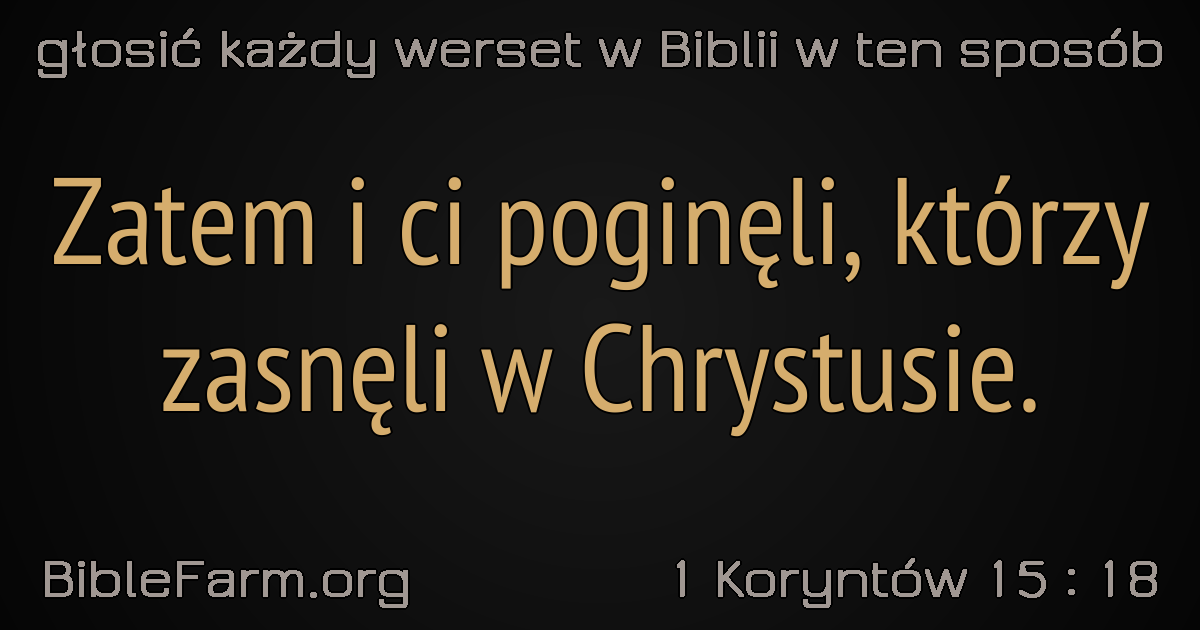 głosić każdy werset w Biblii w ten sposób
Zatem i ci poginęli, którzy
zasnęli w Chrystusie.
BibleFarm.org
1 Koryntów 15 : 18